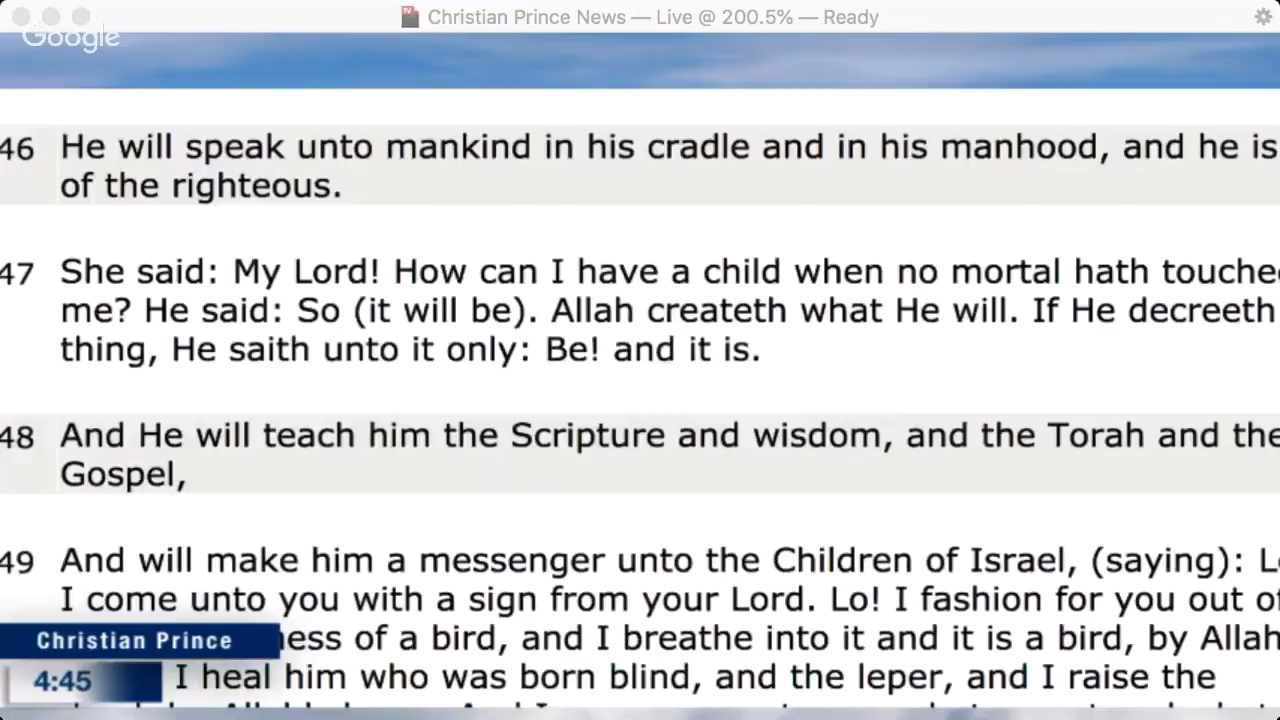 Christian Prince News — Live @ 200.5% — Ready
Google
46 He will speak unto mankind in his cradle and in his manhood, and he is
of the righteous.
47 She said: My Lord! How can I have a child when no mortal hath touched
me? He said: So (it will be). Allah createth what He will. If He decreeth
thing, He saith unto it only: Be! and it is.
48 And He will teach him the Scripture and wisdom, and the Torah and the
Gospel,
49 And will make him a messenger unto the Children of Israel, (saying): Lo
I come unto you with a sign from your Lord. Lo! I fashion for you out of
ness of a bird, and I breathe into it and it is a bird, by Allah
I heal him who was born blind, and the leper, and I raise the
Christian Prince
4:45